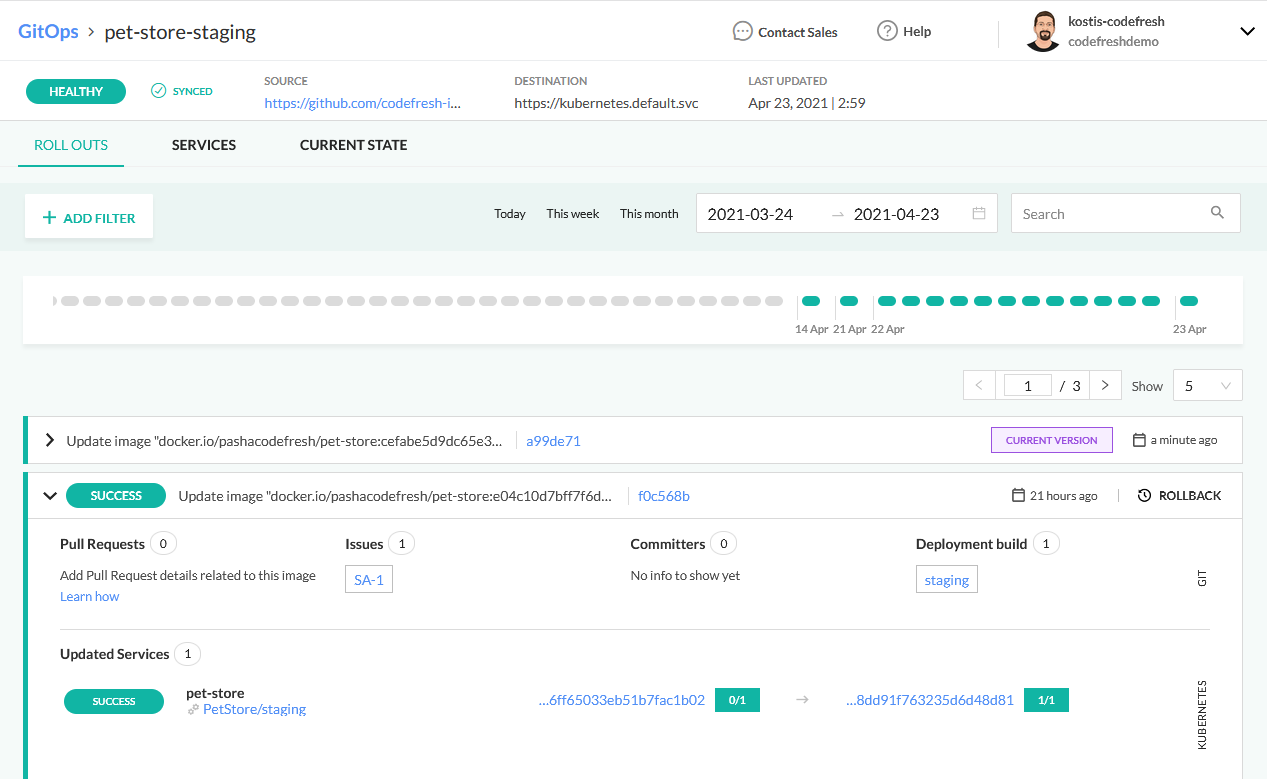 GitOps > pet-store-staging
Contact Sales
Help
kostis-codefresh
codefreshdemo
HEALTHY
SYNCED
SOURCE
https://github.com/codefresh-i...
DESTINATION
https://kubernetes.default.svc
LAST UPDATED
Apr 23, 2021 | 2:59
ROLL OUTS
SERVICES
CURRENT STATE
+ ADD FILTER
Today
This week
This month
2021-03-24 → 2021-04-23
Search
14 Apr
21 Apr
22 Apr
23 Apr
< 1 / 3 >
Show
5
Update image "docker.io/pashacodefresh/pet-store:cefabe5d9dc65e3...
a99de71
CURRENT VERSION
a minute ago
SUCCESS
Update image "docker.io/pashacodefresh/pet-store:e04c10d7bff7f6d...
f0c568b
21 hours ago
ROLLBACK
Pull Requests 0
Add Pull Request details related to this image
Learn how
Issues 1
SA-1
Committers 0
No info to show yet
Deployment build 1
staging
GIT
Updated Services 1
SUCCESS
pet-store
PetStore/staging
...6ff65033eb51b7fac1b02
0/1
→
...8dd91f763235d6d48d81
1/1
KUBERNETES